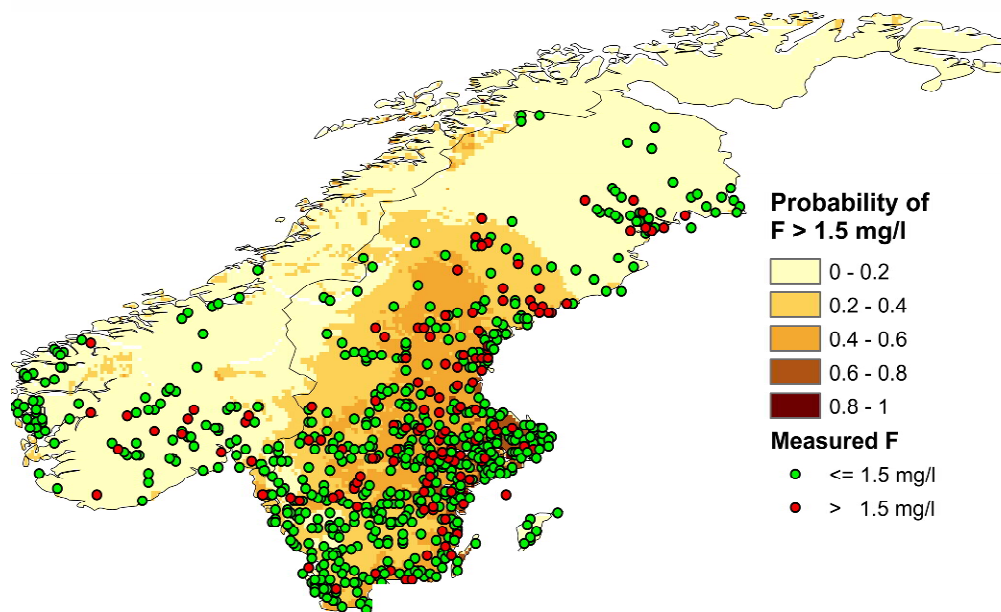 Probability of
F > 1.5 mg/l
0 - 0.2
0.2 - 0.4
0.4 - 0.6
0.6 - 0.8
0.8 - 1
Measured F
<= 1.5 mg/l
> 1.5 mg/l